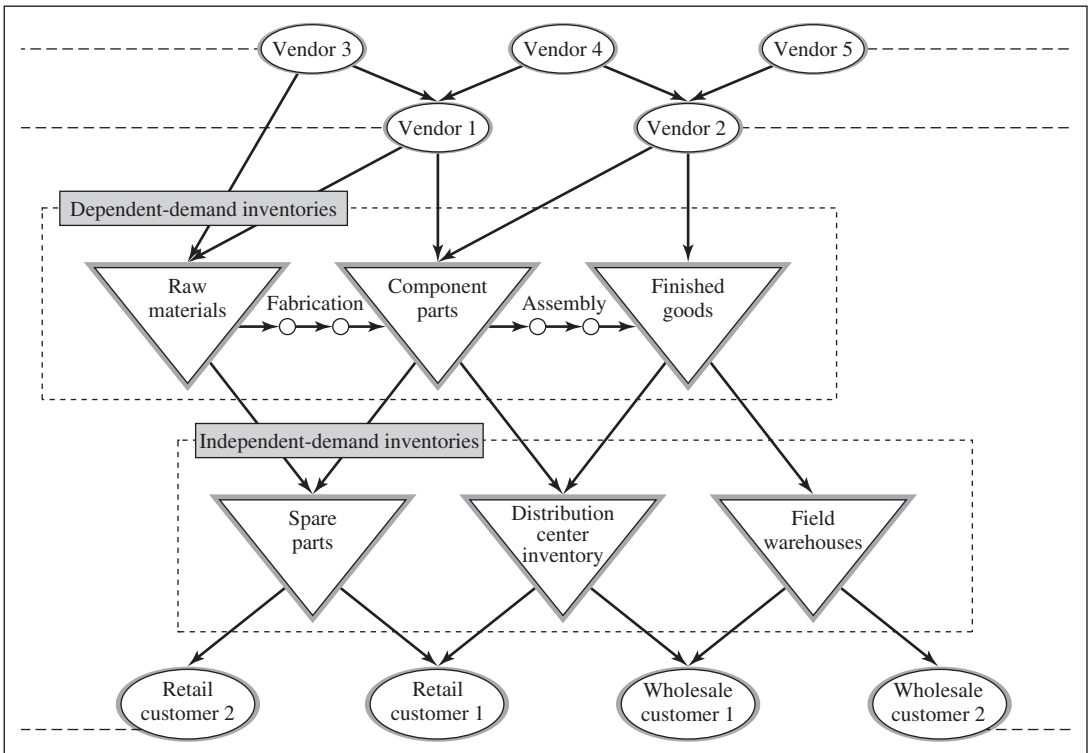 Vendor 3
Vendor 4
Vendor 5
Vendor 1
Vendor 2
Dependent-demand inventories
Raw
materials
Fabrication
Component
parts
Assembly
Finished
goods
Independent-demand inventories
Spare
parts
Distribution
center
inventory
Field
warehouses
Retail
customer 2
Retail
customer 1
Wholesale
customer 1
Wholesale
customer 2